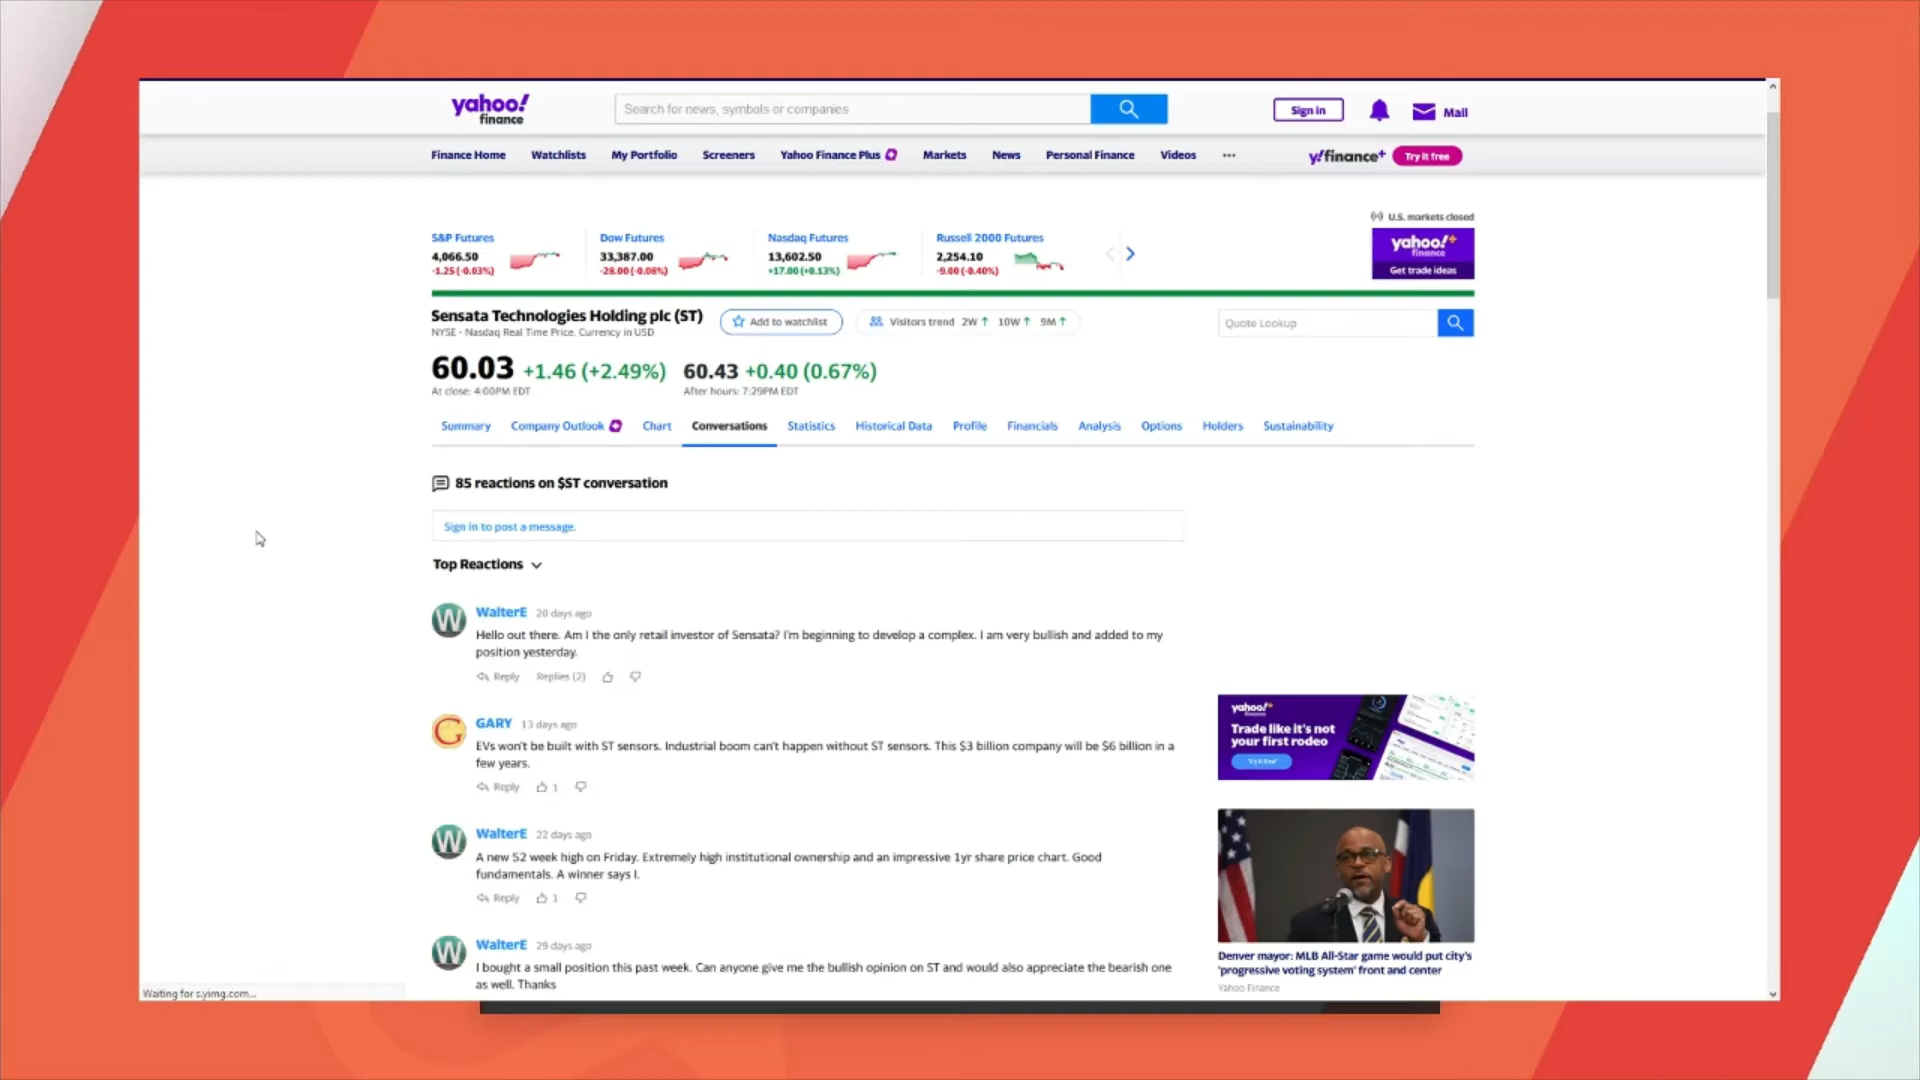 yahoo!
finance
Search for news, symbols or companies
Sign in
Mail
Finance Home
Watchlists
My Portfolio
Screeners
Yahoo Finance Plus
Markets
News
Personal Finance
Videos
...
y!finance+
Try it free
U.S. markets closed
S&P Futures
4,066.50
-1.25 (-0.03%)
Dow Futures
33,387.00
-28.00 (-0.08%)
Nasdaq Futures
13,602.50
+17.00 (+0.13%)
Russell 2000 Futures
2,254.10
-9.00 (-0.40%)
yahoo!+
finance
Get trade ideas
Sensata Technologies Holding plc (ST)
NYSE - Nasdaq Real Time Price. Currency in USD
Add to watchlist
Visitors trend 2W ↑ 10W ↑ 9M ↑
Quote Lookup
60.03 +1.46 (+2.49%)
At close: 4:00PM EDT
60.43 +0.40 (0.67%)
After hours: 7:29PM EDT
Summary
Company Outlook
Chart
Conversations
Statistics
Historical Data
Profile
Financials
Analysis
Options
Holders
Sustainability
85 reactions on $ST conversation
Sign in to post a message.
Top Reactions
W
WalterE 20 days ago
Hello out there. Am I the only retail investor of Sensata? I'm beginning to develop a complex. I am very bullish and added to my
position yesterday.
Reply Replies (2)
G
GARY 13 days ago
EVs won't be built with ST sensors. Industrial boom can't happen without ST sensors. This $3 billion company will be $6 billion in a
few years.
Reply 1
W
WalterE 22 days ago
A new 52 week high on Friday. Extremely high institutional ownership and an impressive 1yr share price chart. Good
fundamentals. A winner says I.
Reply 1
W
WalterE 29 days ago
I bought a small position this past week. Can anyone give me the bullish opinion on ST and would also appreciate the bearish one
as well. Thanks
yahoo!+
finance
Trade like it's not
your first rodeo
Try it free*
Denver mayor: MLB All-Star game would put city's
'progressive voting system' front and center
Yahoo Finance
Waiting for s.yimg.com...